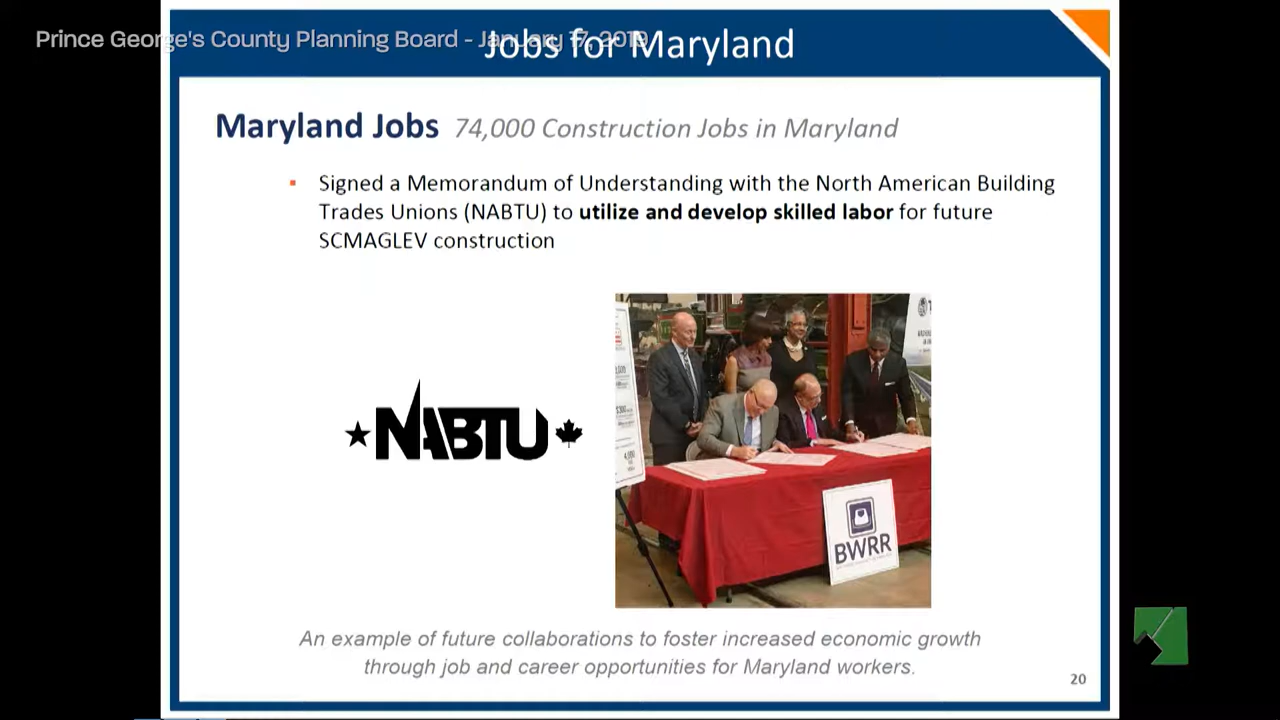 Prince George's County Planning Board - January 17, 2019
Jobs for Maryland
Maryland Jobs 74,000 Construction Jobs in Maryland
Signed a Memorandum of Understanding with the North American Building
Trades Unions (NABTU) to utilize and develop skilled labor for future
SCMAGLEV construction
NABTU
BWRR
An example of future collaborations to foster increased economic growth
through job and career opportunities for Maryland workers.
20